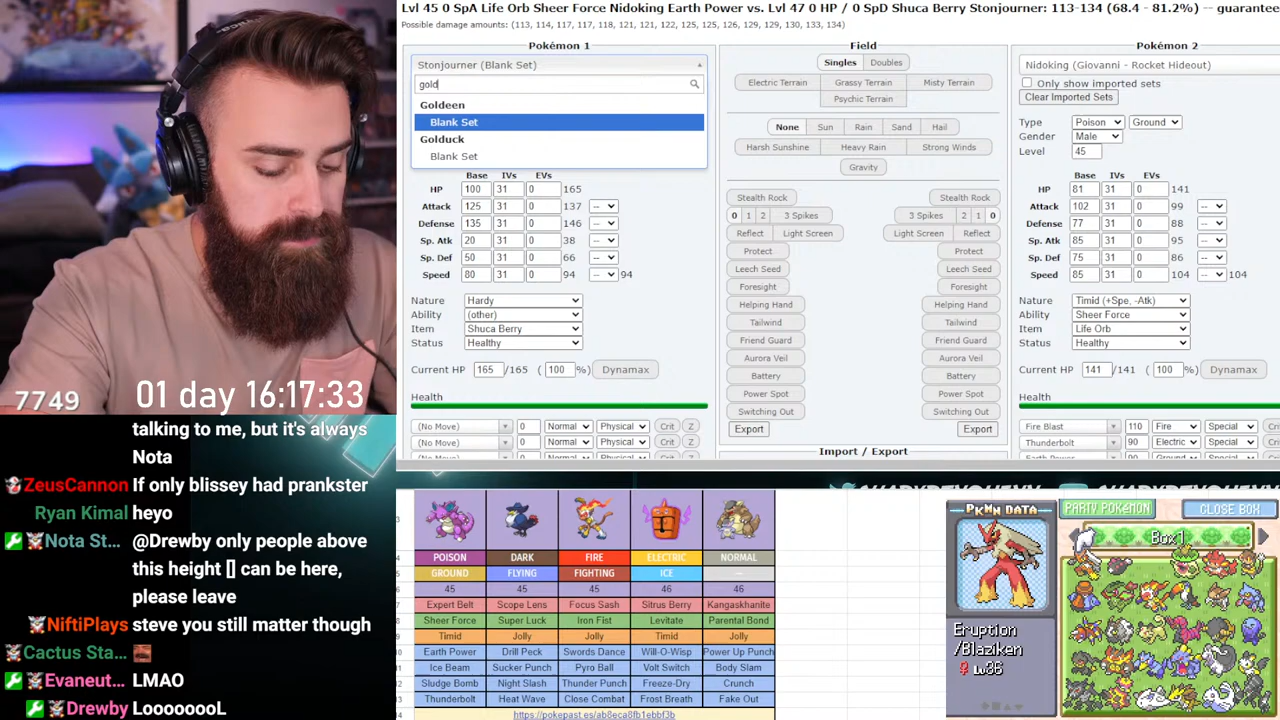 Lvl 45 0 SpA Life Orb Sheer Force Nidoking Earth Power vs. Lvl 47 0 HP / 0 SpD Shuca Berry Stonjourner: 113-134 (68.4 - 81.2%) -- guarantee
Possible damage amounts: (113, 114, 117, 117, 118, 121, 121, 122, 125, 125, 126, 129, 130, 133, 134)
Pokémon 1
Stonjourner (Blank Set)
gold
Goldeen
Blank Set
Golduck
Blank Set
Base IVs EVs
HP 100 31 0 165
Attack 125 31 0 137 --
Defense 135 31 0 146 --
Sp. Atk 20 31 0 38 --
Sp. Def 50 31 0 66 --
Speed 80 31 0 94 -- 94
Nature Hardy
Ability (other)
Item Shuca Berry
Status Healthy
Current HP 165 /165 ( 100 %) Dynamax
Health
(No Move) 0 Normal Physical Crit Z
(No Move) 0 Normal Physical Crit Z
Field
Singles Doubles
Electric Terrain Grassy Terrain Misty Terrain
Psychic Terrain
None Sun Rain Sand Hail
Harsh Sunshine Heavy Rain Strong Winds
Gravity
Stealth Rock Stealth Rock
0 1 2 3 Spikes 3 Spikes 2 1 0
Reflect Light Screen Light Screen Reflect
Protect Protect
Leech Seed Leech Seed
Foresight Foresight
Helping Hand Helping Hand
Tailwind Tailwind
Friend Guard Friend Guard
Aurora Veil Aurora Veil
Battery Battery
Power Spot Power Spot
Switching Out Switching Out
Export Export
Import / Export
Pokémon 2
Nidoking (Giovanni - Rocket Hideout)
Only show imported sets
Clear Imported Sets
Type Poison Ground
Gender Male
Level 45
Base IVs EVs
HP 81 31 0 141
Attack 102 31 0 99 --
Defense 77 31 0 88 --
Sp. Atk 85 31 0 95 --
Sp. Def 75 31 0 86 --
Speed 85 31 0 104 -- 104
Nature Timid (+Spe, -Atk)
Ability Sheer Force
Item Life Orb
Status Healthy
Current HP 141 /141 ( 100 %) Dynamax
Health
Fire Blast 110 Fire Special Crit Z
Thunderbolt 90 Electric Special Crit Z
7749 01 day 16:17:33
talking to me, but it's always
Nota
ZeusCannon If only blissey had prankster
Ryan Kimal heyo
Nota St... @Drewby only people above
this height [] can be here,
please leave
NiftiPlays steve you still matter though
Cactus Sta...
Evaneut... LMAO
Drewby LoooooooL
POISON DARK FIRE ELECTRIC NORMAL
GROUND FLYING FIGHTING ICE —
45 45 45 46 46
Expert Belt Scope Lens Focus Sash Sitrus Berry Kangaskhanite
Sheer Force Super Luck Iron Fist Levitate Parental Bond
Timid Jolly Jolly Timid Jolly
Earth Power Drill Peck Swords Dance Will-O-Wisp Power Up Punch
Ice Beam Sucker Punch Pyro Ball Volt Switch Body Slam
Sludge Bomb Night Slash Thunder Punch Freeze-Dry Crunch
Thunderbolt Heat Wave Close Combat Frost Breath Fake Out
https://pokepast.es/ab8eca8fb1ebbf3b
PKMN DATA
PARTY POKéMON
CLOSE BOX
Box1
Eruption
/Blaziken
♀ Lv36